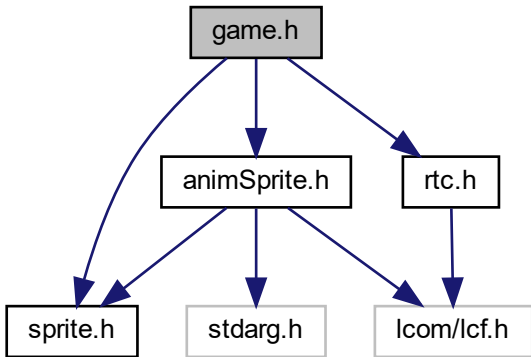 game.h
animSprite.h
rtc.h
sprite.h
stdarg.h
lcom/lcf.h